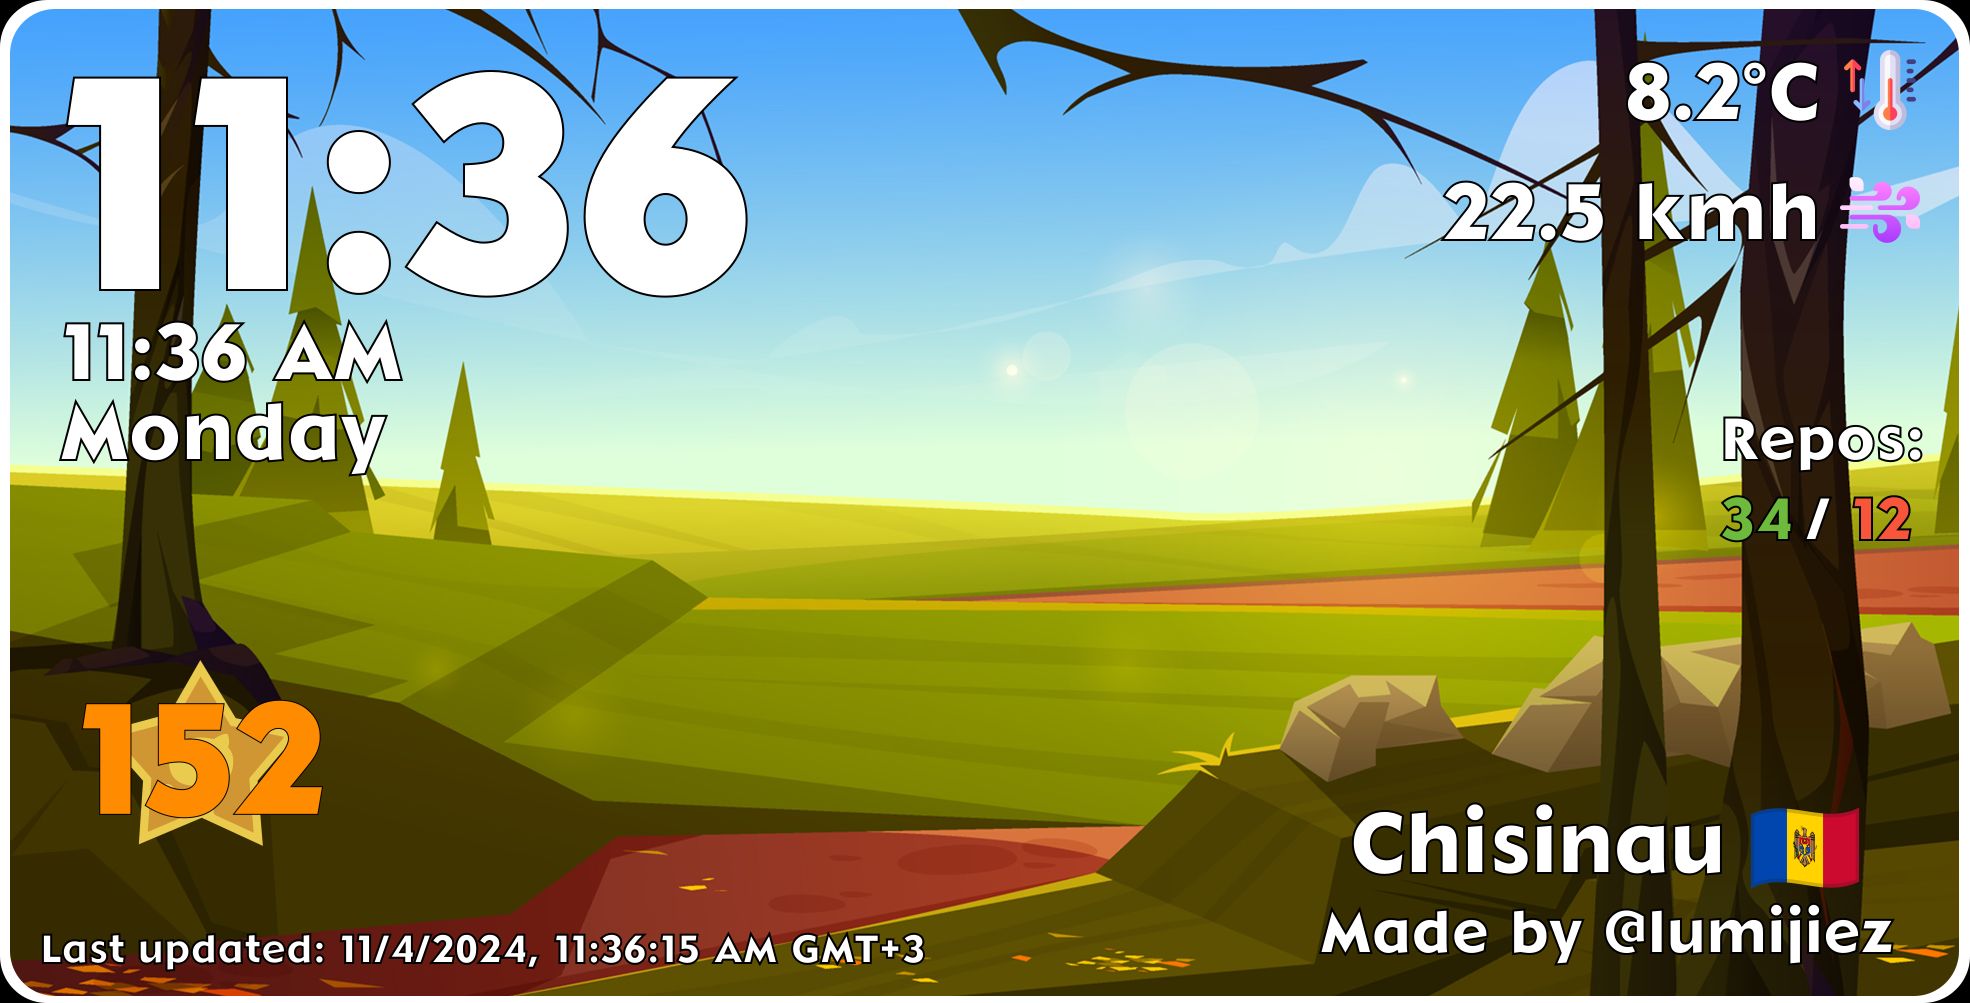 11:36
11:36 AM
Monday
8.2°C
22.5 kmh
Repos:
34 / 12
152
Chisinau
Made by @lumijiez
Last updated: 11/4/2024, 11:36:15 AM GMT+3